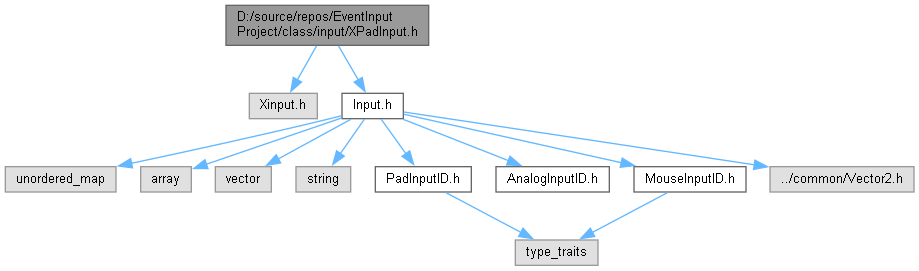 D:/source/repos/EventInput
Project/class/input/XPadInput.h
Xinput.h
Input.h
unordered_map
array
vector
string
PadInputID.h
AnalogInputID.h
MouseInputID.h
../common/Vector2.h
type_traits